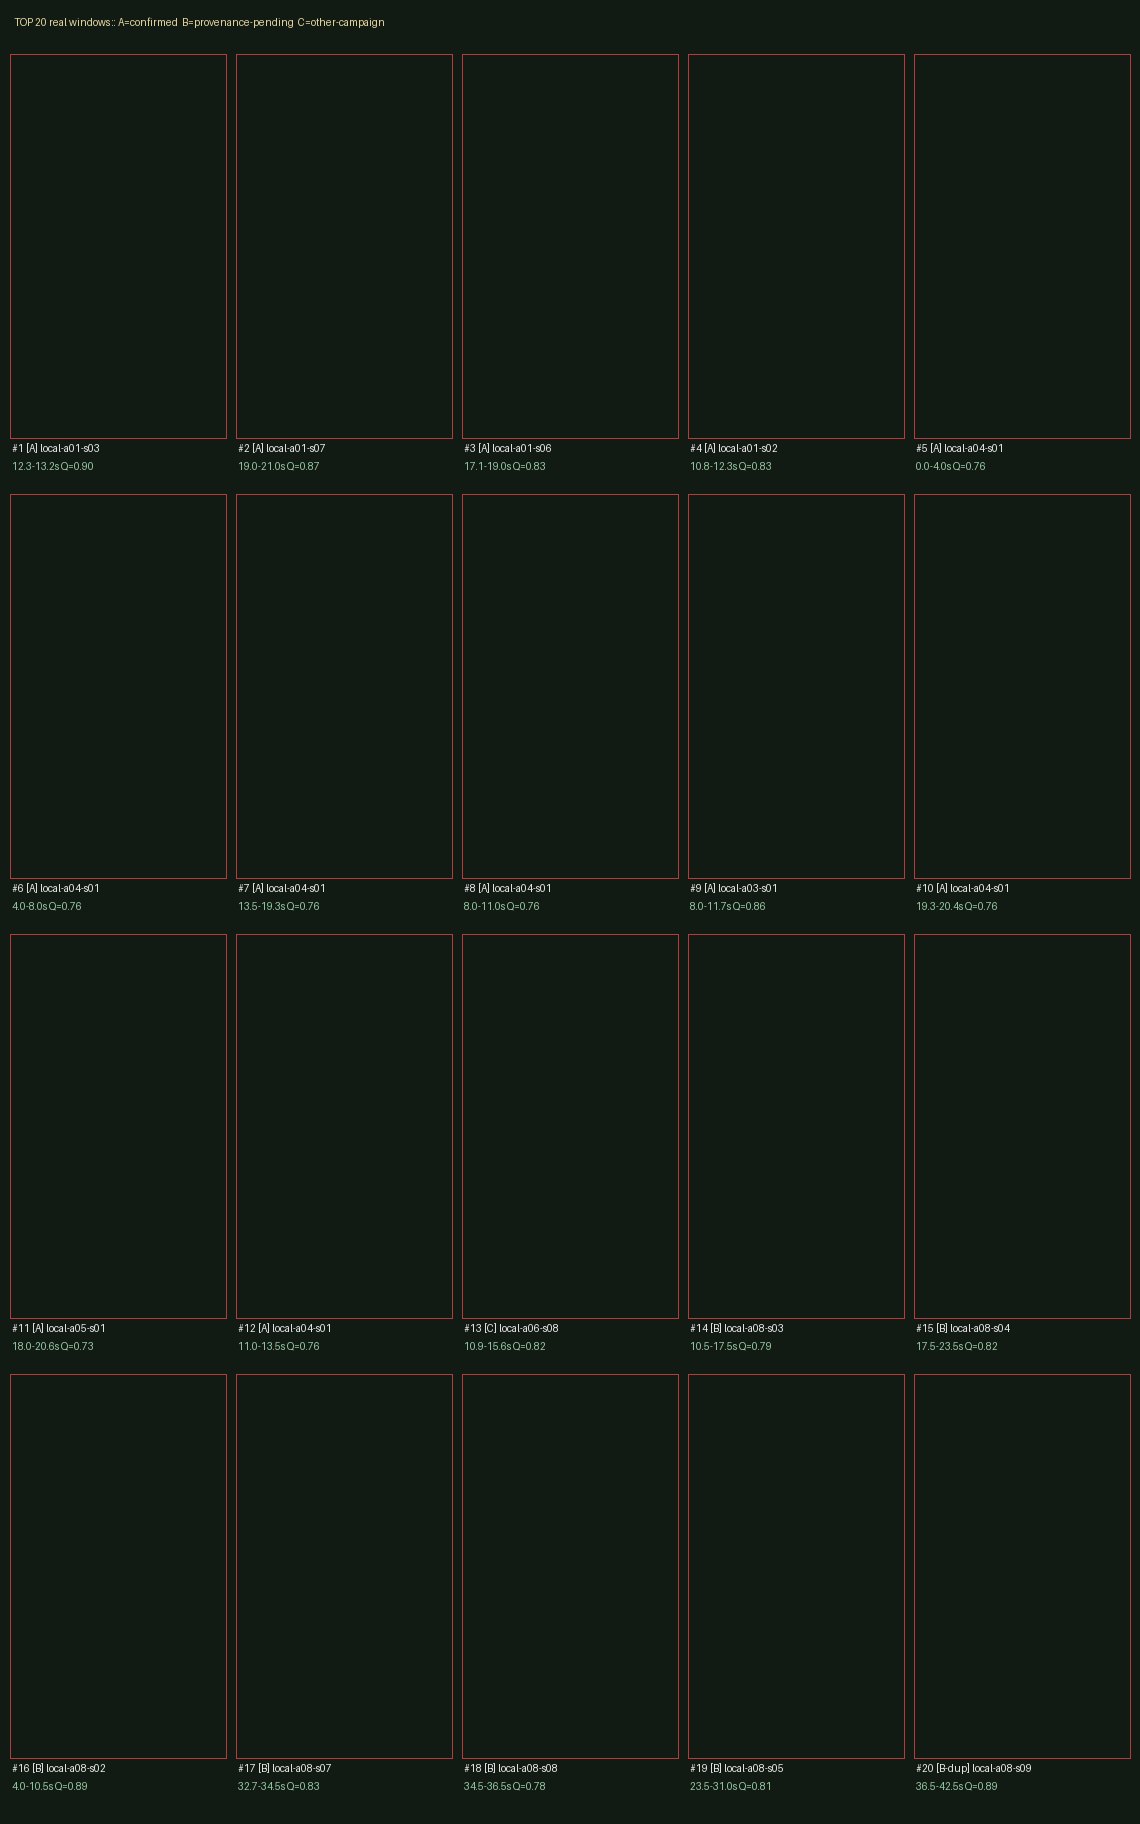 TOP 20 real windows:: A=confirmed B=provenance-pending C=other-campaign
#1 [A] local-a01-s03
12.3-13.2s Q=0.90
#2 [A] local-a01-s07
19.0-21.0s Q=0.87
#3 [A] local-a01-s06
17.1-19.0s Q=0.83
#4 [A] local-a01-s02
10.8-12.3s Q=0.83
#5 [A] local-a04-s01
0.0-4.0s Q=0.76
#6 [A] local-a04-s01
4.0-8.0s Q=0.76
#7 [A] local-a04-s01
13.5-19.3s Q=0.76
#8 [A] local-a04-s01
8.0-11.0s Q=0.76
#9 [A] local-a03-s01
8.0-11.7s Q=0.86
#10 [A] local-a04-s01
19.3-20.4s Q=0.76
#11 [A] local-a05-s01
18.0-20.6s Q=0.73
#12 [A] local-a04-s01
11.0-13.5s Q=0.76
#13 [C] local-a06-s08
10.9-15.6s Q=0.82
#14 [B] local-a08-s03
10.5-17.5s Q=0.79
#15 [B] local-a08-s04
17.5-23.5s Q=0.82
#16 [B] local-a08-s02
4.0-10.5s Q=0.89
#17 [B] local-a08-s07
32.7-34.5s Q=0.83
#18 [B] local-a08-s08
34.5-36.5s Q=0.78
#19 [B] local-a08-s05
23.5-31.0s Q=0.81
#20 [B-dup] local-a08-s09
36.5-42.5s Q=0.89